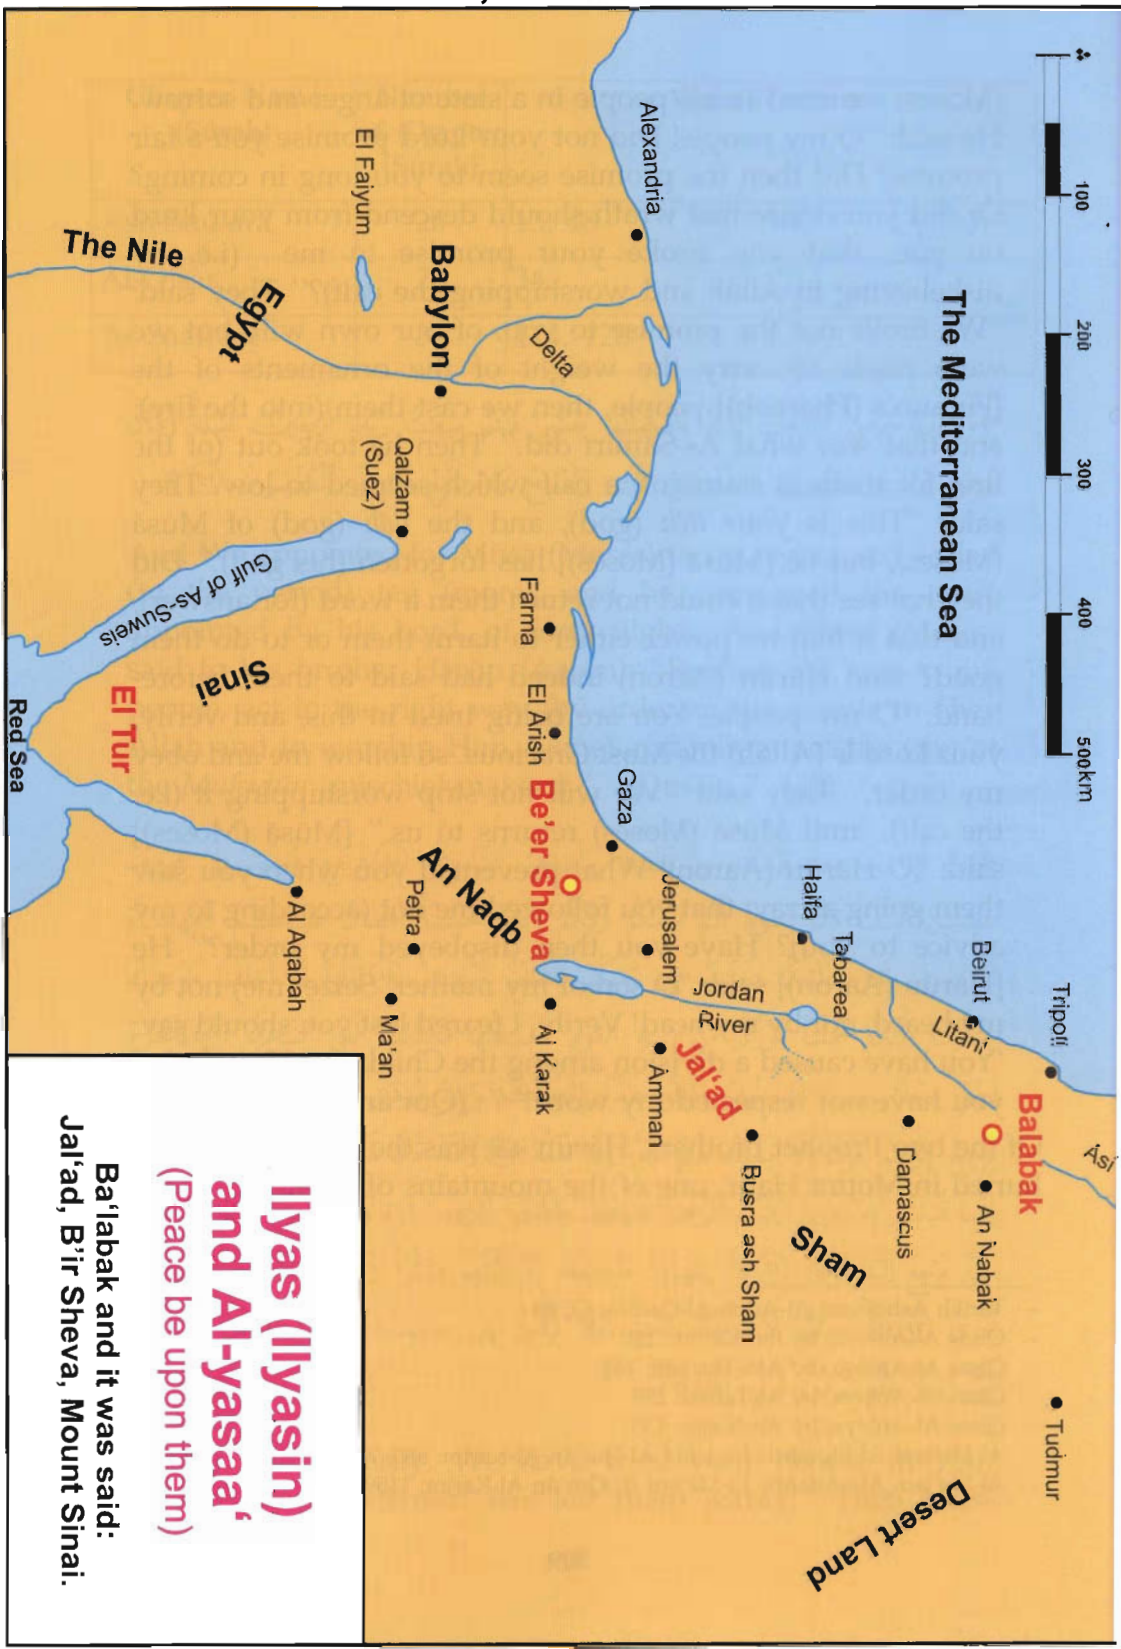 100 200 300 400 500km
The Mediterranean Sea
Asi
Tripoli
Balabak
Tudmur
Beirut
An Nabak
Litani
Damascus
Desert Land
Haifa
Tabarea
Sham
Busra ash Sham
Alexandria
Jordan
River
Jal‘ad
Amman
Jerusalem
Gaza
Delta
Be'er Sheva
Farma
El Arish
Al Karak
Babylon
An Naqb
Petra
Ma'an
El Faiyum
Qalzam
(Suez)
Egypt
The Nile
Al Aqabah
Sinai
Gulf of As-Suweis
El Tur
Red Sea
Ilyas (Ilyasin)
and Al-yasaa‘
(Peace be upon them)
Ba‘labak and it was said:
Jal‘ad, B'ir Sheva, Mount Sinai.